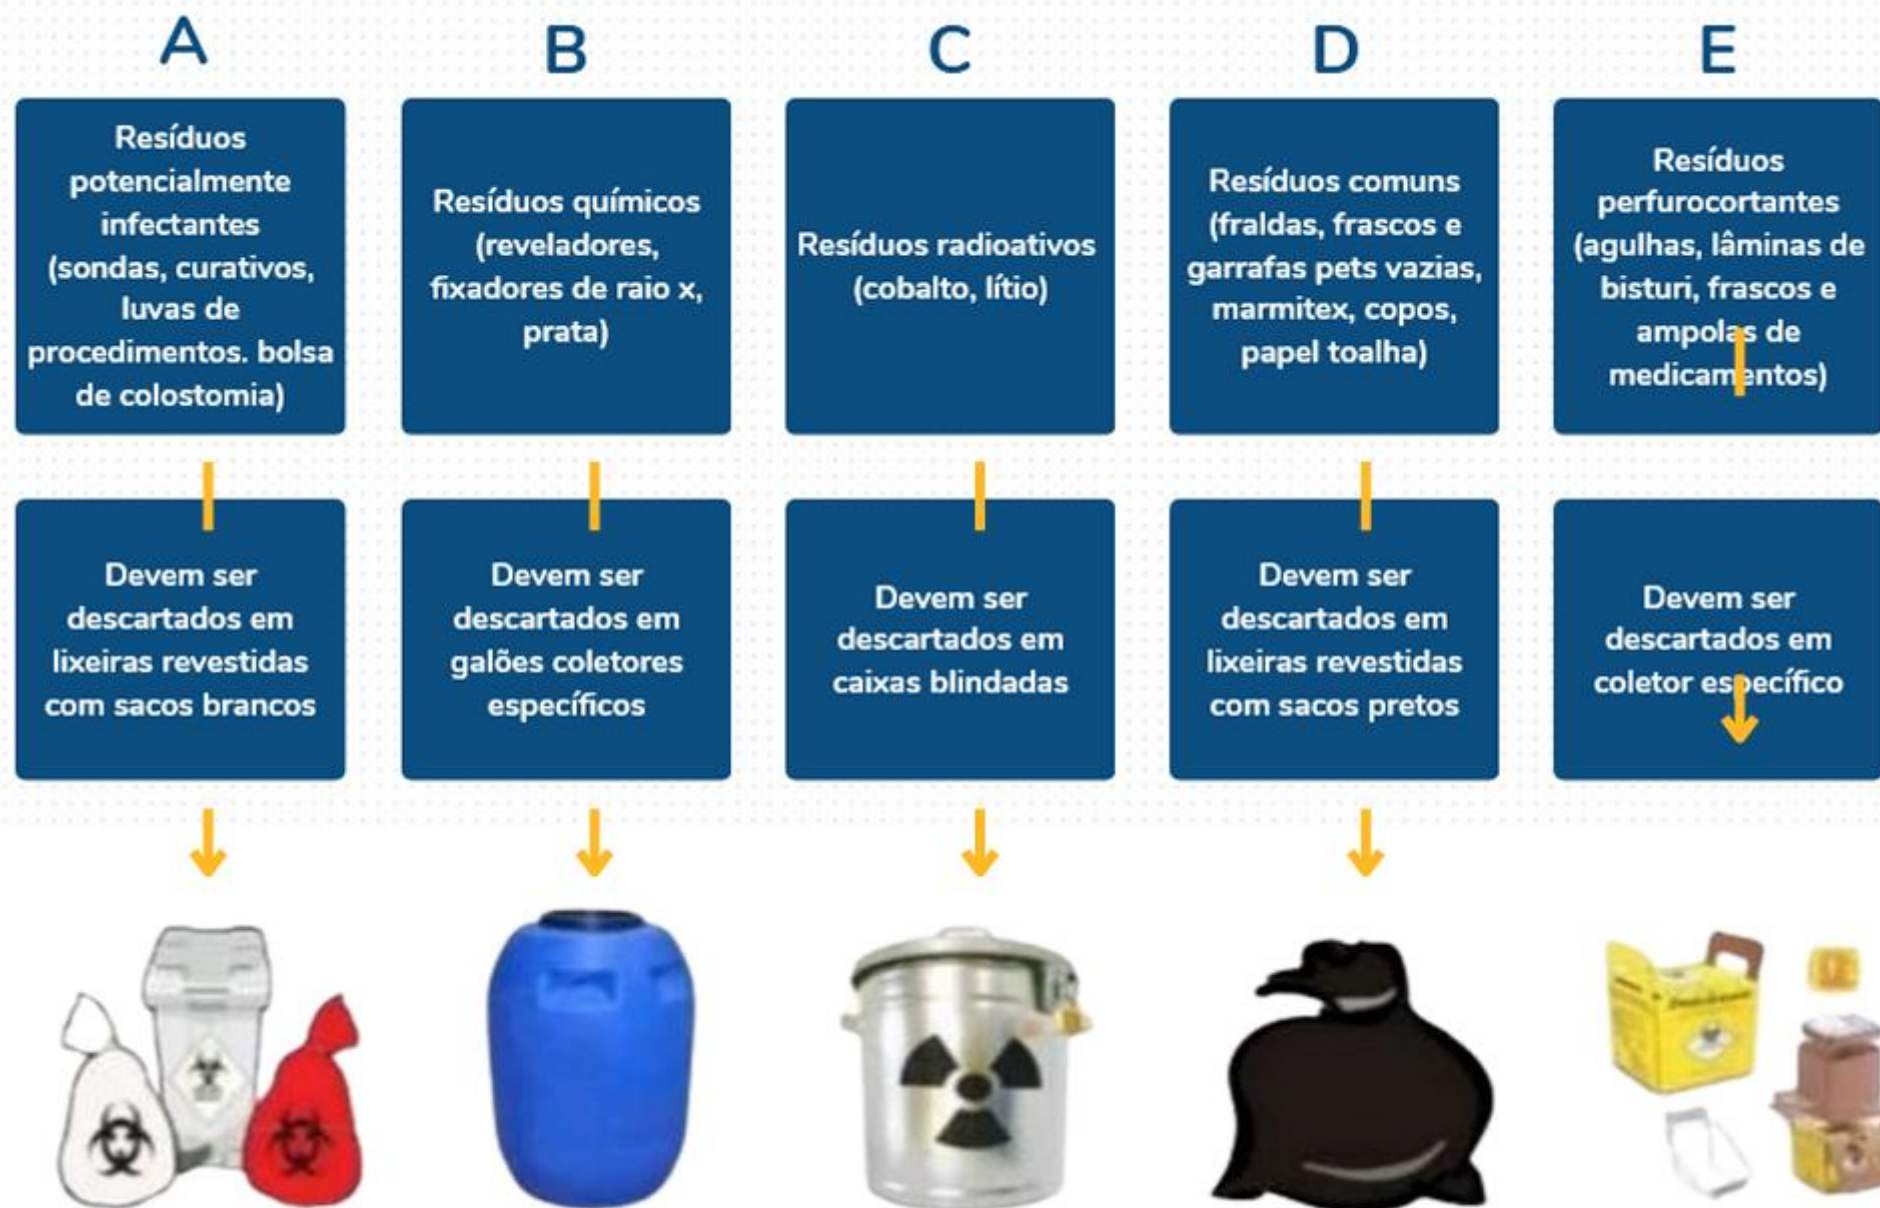 A
Resíduos
potencialmente
infectantes
(sondas, curativos,
luvas de
procedimentos. bolsa
de colostomia)
Devem ser
descartados em
lixeiras revestidas
com sacos brancos
B
Resíduos químicos
(reveladores,
fixadores de raio x,
prata)
Devem ser
descartados em
galões coletores
específicos
C
Resíduos radioativos
(cobalto, lítio)
Devem ser
descartados em
caixas blindadas
D
Resíduos comuns
(fraldas, frascos e
garrafas pets vazias,
marmitex, copos,
papel toalha)
Devem ser
descartados em
lixeiras revestidas
com sacos pretos
E
Resíduos
perfurocortantes
(agulhas, lâminas de
bisturi, frascos e
ampolas de
medicamentos)
Devem ser
descartados em
coletor específico